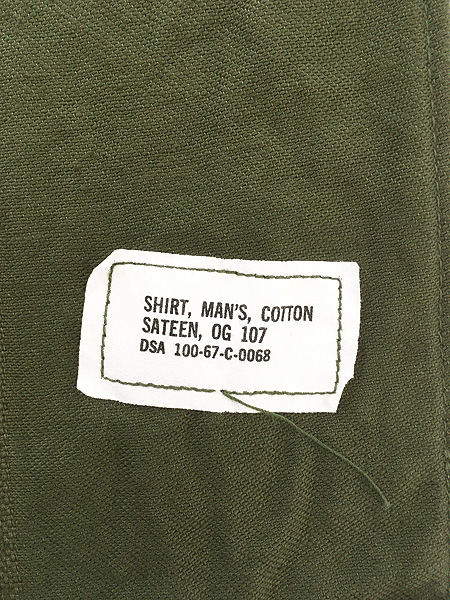 SHIRT, MAN'S, COTTON
SATEEN, OG 107
DSA 100-67-C-0068